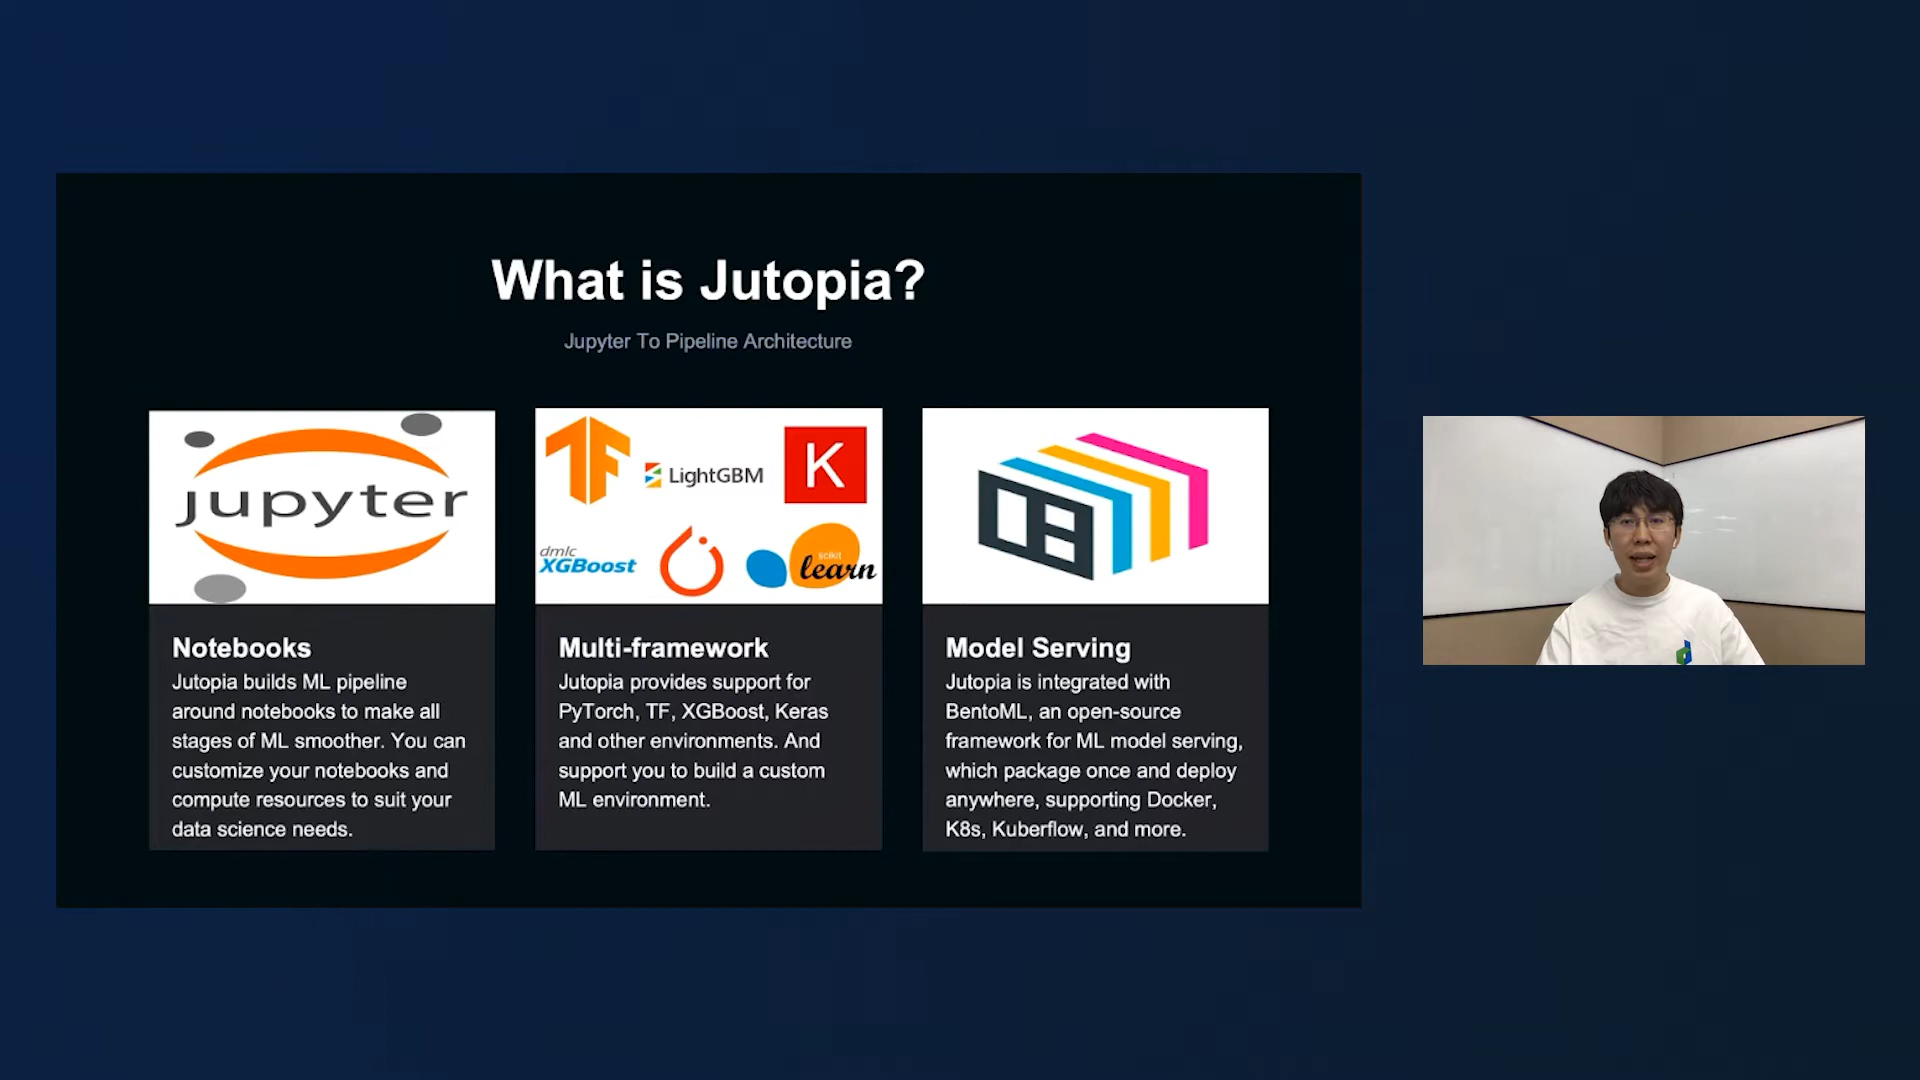 What is Jutopia?
Jupyter To Pipeline Architecture
jupyter
TF
LightGBM
K
dmlc
XGBoost
scikit
learn
Notebooks
Jutopia builds ML pipeline
around notebooks to make all
stages of ML smoother. You can
customize your notebooks and
compute resources to suit your
data science needs.
Multi-framework
Jutopia provides support for
PyTorch, TF, XGBoost, Keras
and other environments. And
support you to build a custom
ML environment.
Model Serving
Jutopia is integrated with
BentoML, an open-source
framework for ML model serving,
which package once and deploy
anywhere, supporting Docker,
K8s, Kuberflow, and more.